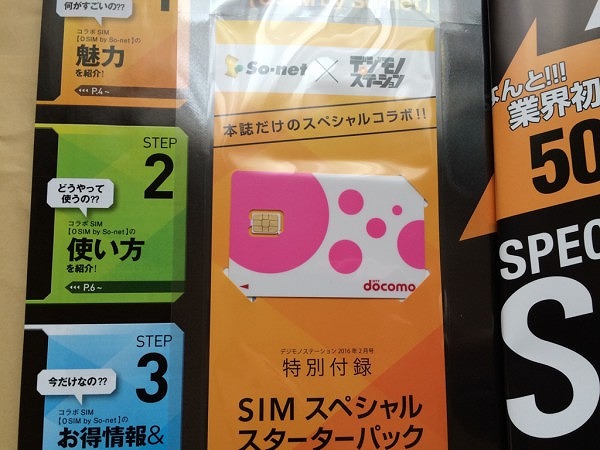 何がすごいの??
コラボSIM
【0 SIM by So-net】の
魅力
を紹介!
P.4~
STEP
2
どうやって
使うの??
コラボSIM
【0 SIM by So-net】の
使い方
を紹介!
P.6~
STEP
3
今だけなの??
コラボSIM
【0 SIM by So-net】の
お得情報&
So-net × デジモノステーション
本誌だけのスペシャルコラボ!!
docomo
デジモノステーション 2016年2月号
特別付録
SIM スペシャル
スターターパック
なんと!!!
業界初
50
SPEC
S